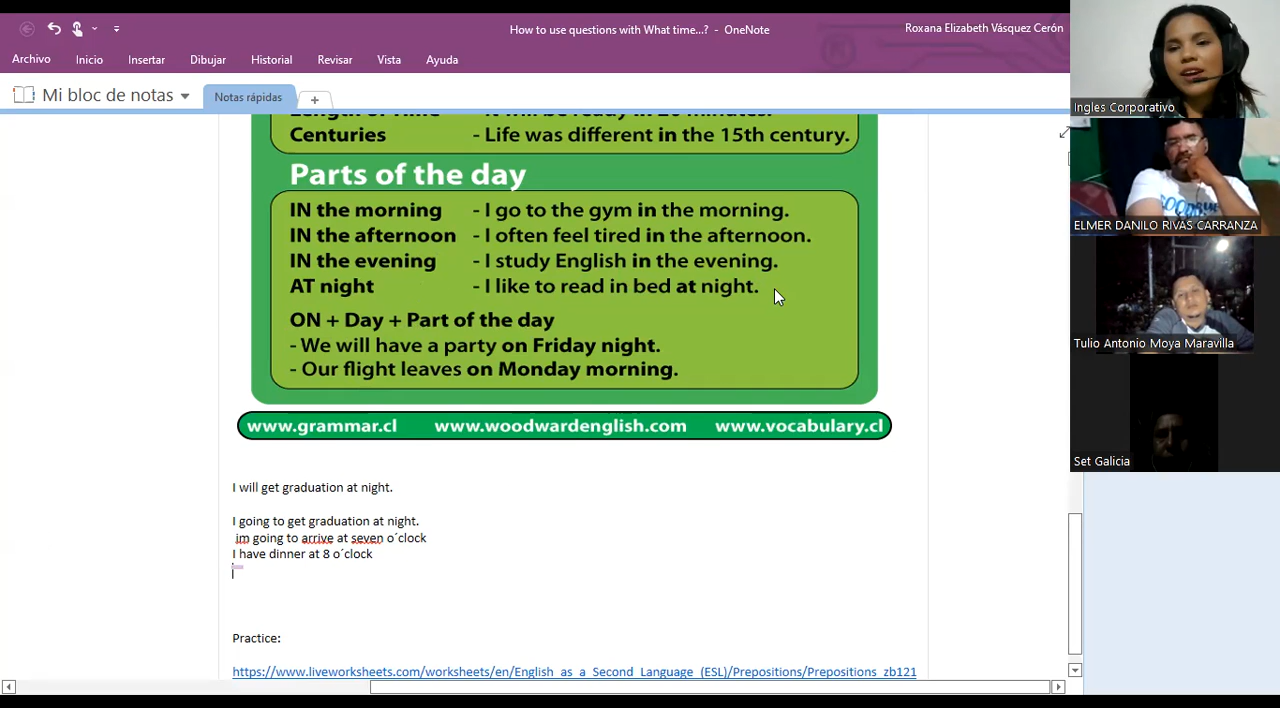 How to use questions with What time...? - OneNote
Roxana Elizabeth Vásquez Cerón
Archivo Inicio Insertar Dibujar Historial Revisar Vista Ayuda
Mi bloc de notas
Notas rápidas
Centuries - Life was different in the 15th century.
Parts of the day
IN the morning - I go to the gym in the morning.
IN the afternoon - I often feel tired in the afternoon.
IN the evening - I study English in the evening.
AT night - I like to read in bed at night.
ON + Day + Part of the day
- We will have a party on Friday night.
- Our flight leaves on Monday morning.
www.grammar.cl www.woodwardenglish.com www.vocabulary.cl
I will get graduation at night.
I going to get graduation at night.
im going to arrive at seven o´clock
I have dinner at 8 o´clock
Practice:
https://www.liveworksheets.com/worksheets/en/English_as_a_Second_Language_(ESL)/Prepositions/Prepositions_zb121
Ingles Corporativo
ELMER DANILO RIVAS CARRANZA
Tulio Antonio Moya Maravilla
Set Galicia